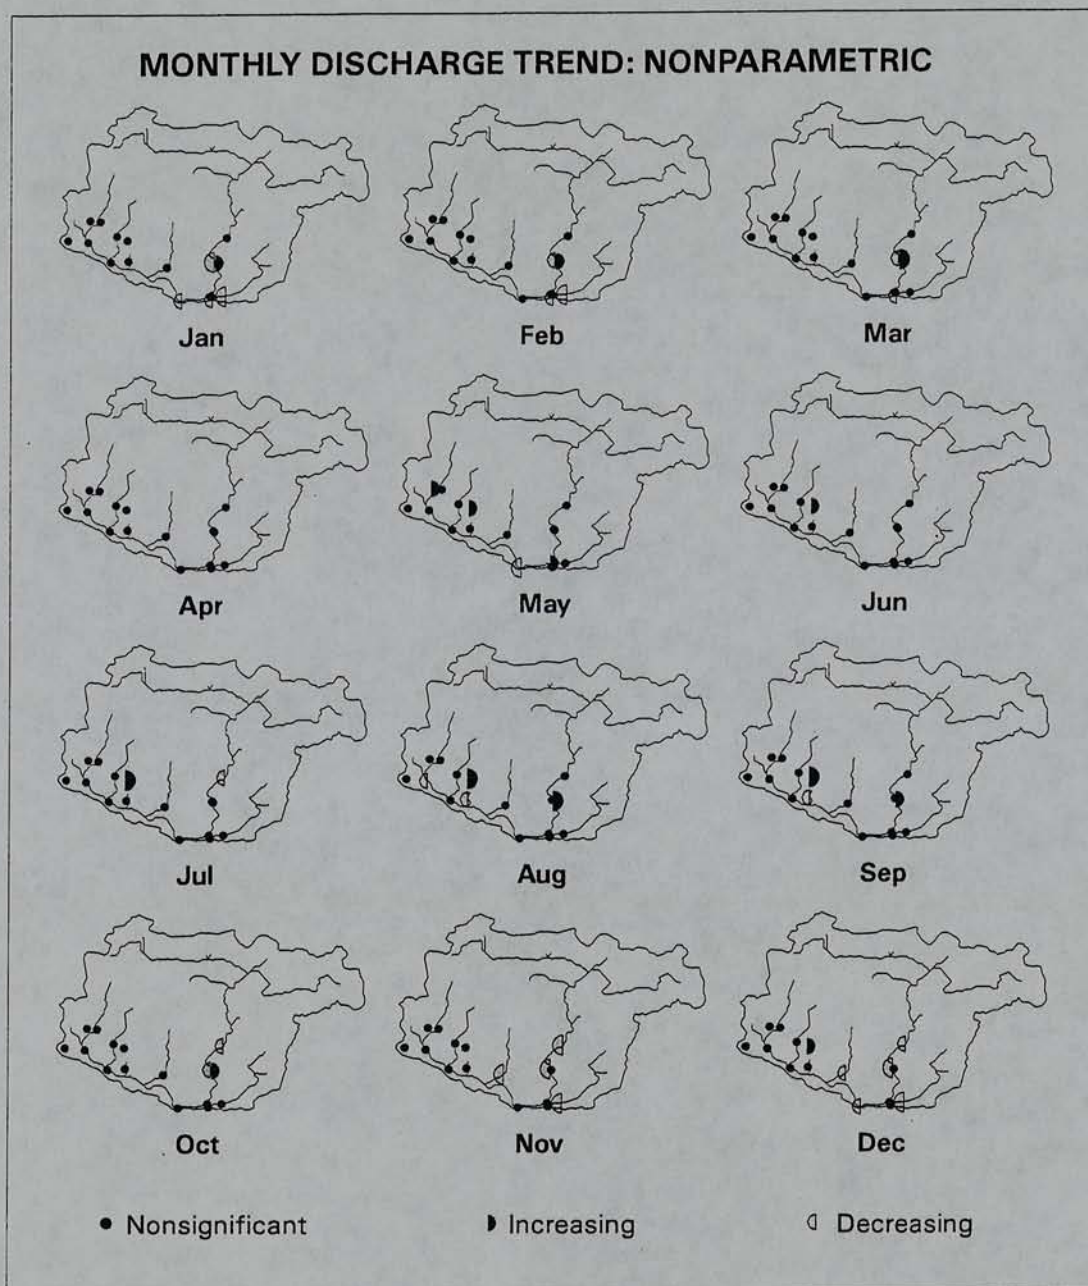 MONTHLY DISCHARGE TREND: NONPARAMETRIC
Jan Feb Mar
Apr May Jun
Jul Aug Sep
Oct Nov Dec
Nonsignificant Increasing Decreasing